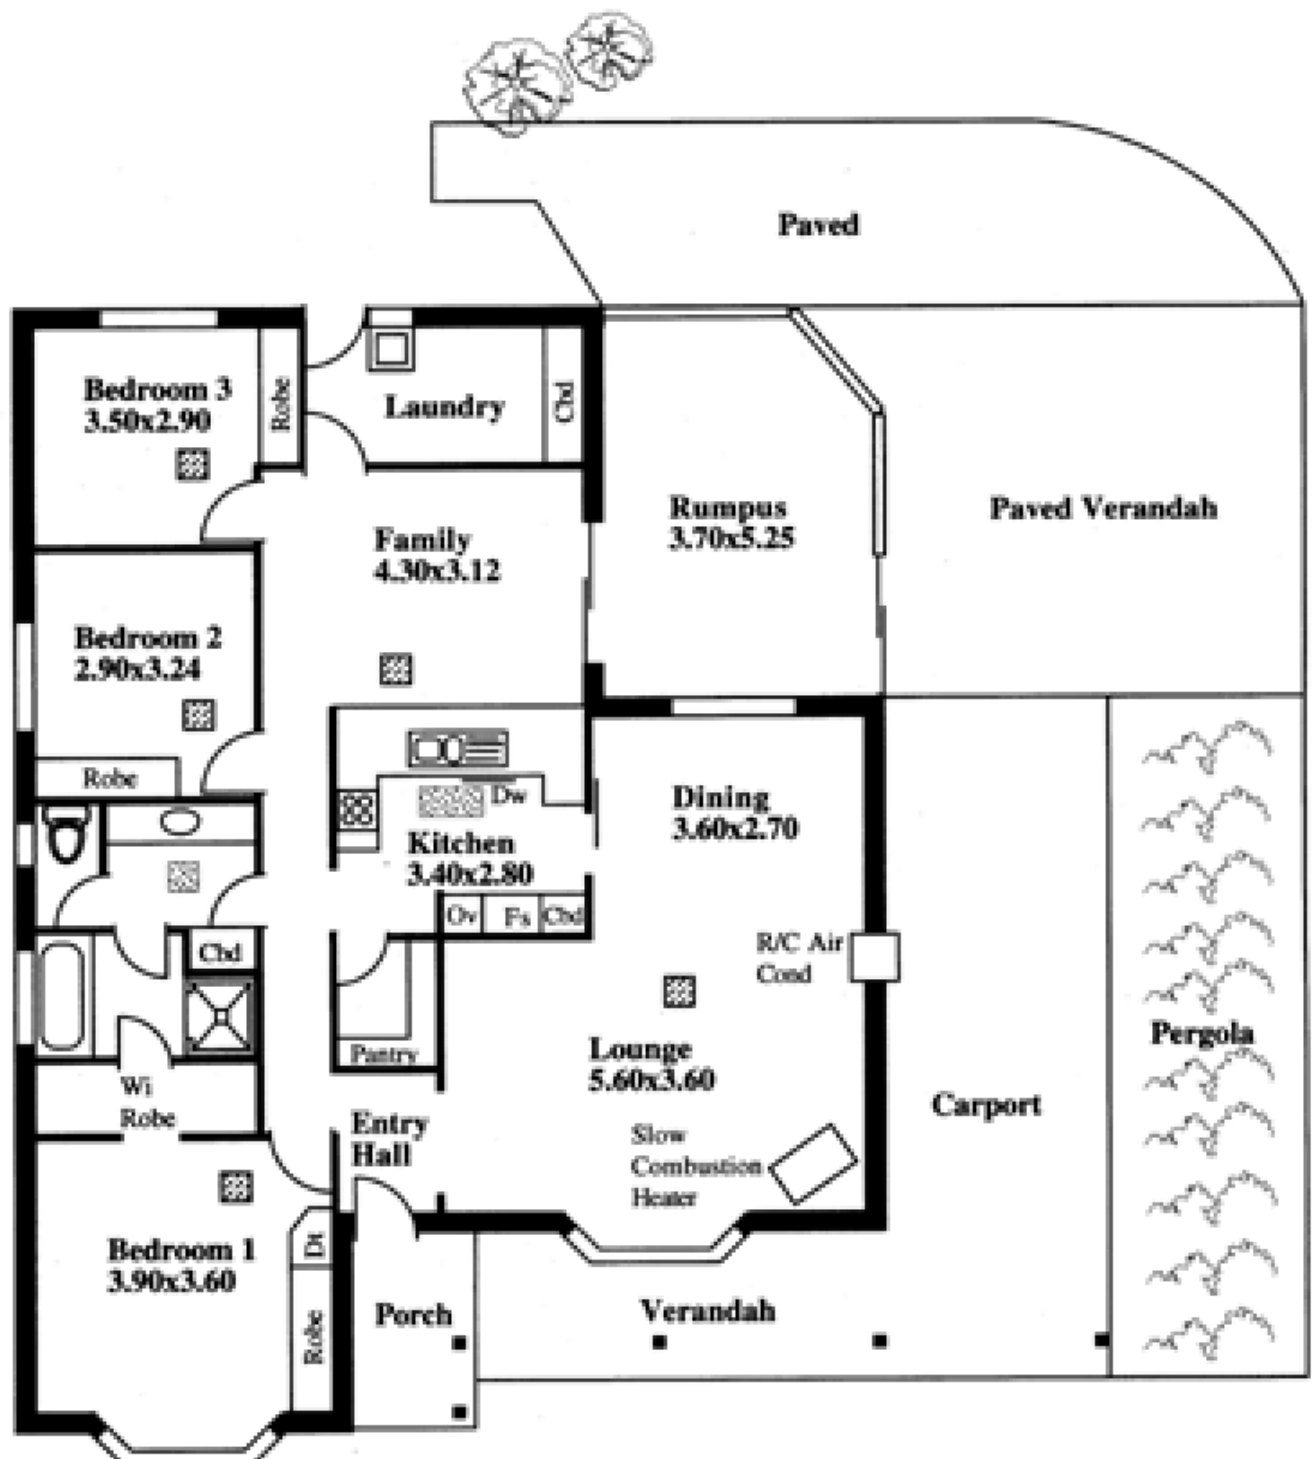 Paved
Bedroom 3
3.50x2.90
Robe
Laundry
Cbd
Rumpus
3.70x5.25
Paved Verandah
Family
4.30x3.12
Bedroom 2
2.90x3.24
Robe
Dw
Kitchen
3.40x2.80
Dining
3.60x2.70
Ov
Fs
Cbd
Cbd
R/C Air
Cond
Pantry
Lounge
5.60x3.60
Pergola
Wi
Robe
Carport
Entry
Hall
Slow
Combustion
Heater
Bedroom 1
3.90x3.60
Dt
Robe
Porch
Verandah